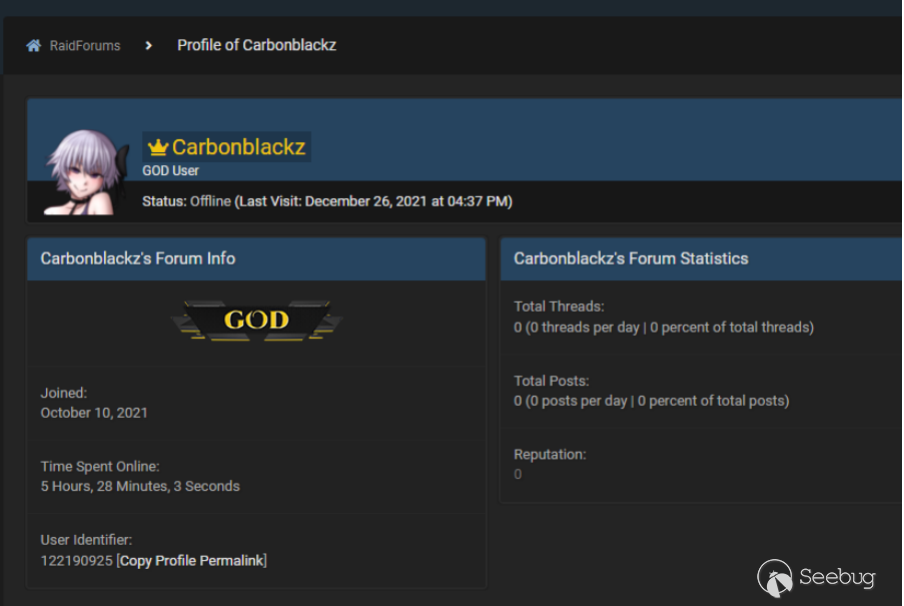 RaidForums > Profile of Carbonblackz
Carbonblackz
GOD User
Status: Offline (Last Visit: December 26, 2021 at 04:37 PM)
Carbonblackz's Forum Info
GOD
Joined:
October 10, 2021
Time Spent Online:
5 Hours, 28 Minutes, 3 Seconds
User Identifier:
122190925 [Copy Profile Permalink]
Carbonblackz's Forum Statistics
Total Threads:
0 (0 threads per day | 0 percent of total threads)
Total Posts:
0 (0 posts per day | 0 percent of total posts)
Reputation:
0
Seebug